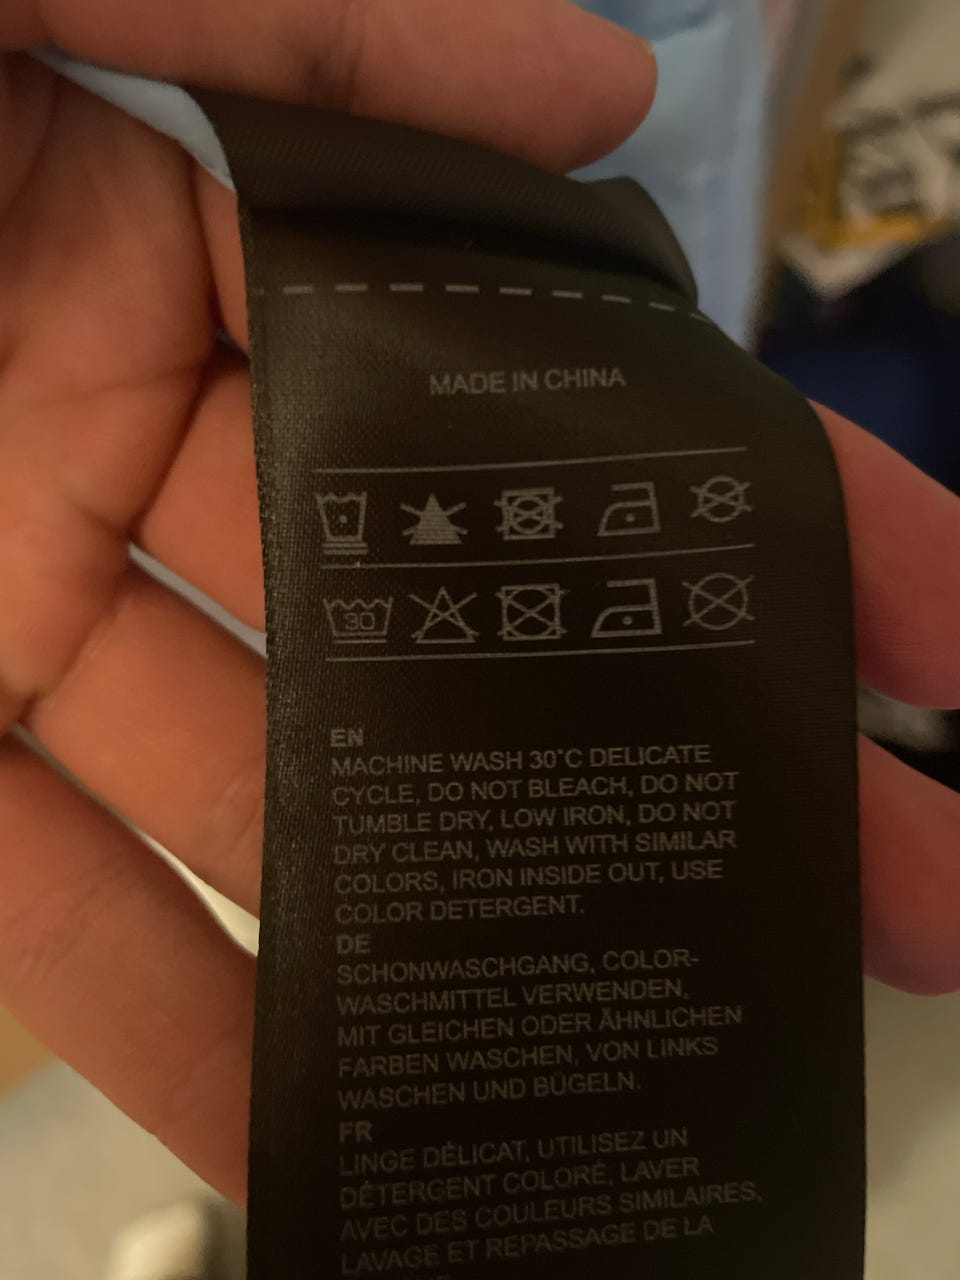 MADE IN CHINA
30
EN
MACHINE WASH 30°C DELICATE
CYCLE, DO NOT BLEACH, DO NOT
TUMBLE DRY, LOW IRON, DO NOT
DRY CLEAN, WASH WITH SIMILAR
COLORS, IRON INSIDE OUT, USE
COLOR DETERGENT.
DE
SCHONWASCHGANG, COLOR-
WASCHMITTEL VERWENDEN,
MIT GLEICHEN ODER ÄHNLICHEN
FARBEN WASCHEN, VON LINKS
WASCHEN UND BÜGELN.
FR
LINGE DÉLICAT, UTILISEZ UN
DÉTERGENT COLORÉ, LAVER
AVEC DES COULEURS SIMILAIRES,
LAVAGE ET REPASSAGE DE LA